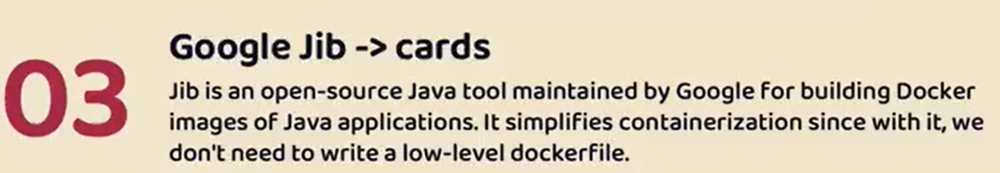 03
Google Jib -> cards
Jib is an open-source Java tool maintained by Google for building Docker
images of Java applications. It simplifies containerization since with it, we
don't need to write a low-level dockerfile.